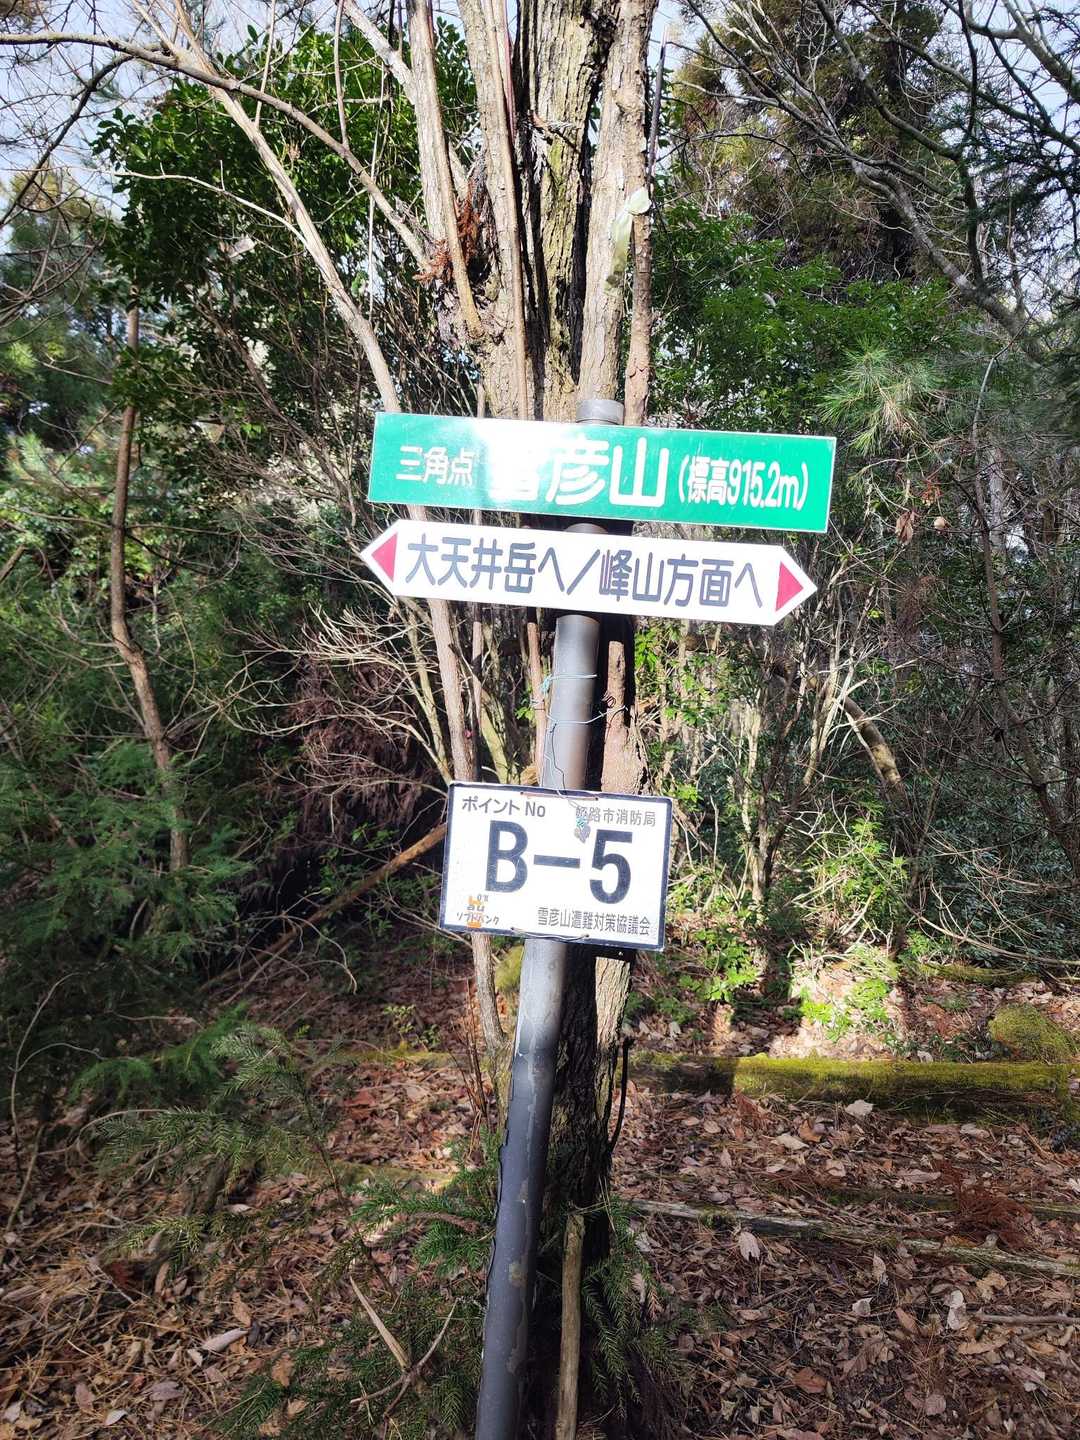 三角点 雪彦山 (標高915.2m)
大天井岳へ／峰山方面へ
ポイント No 姫路市消防局
B-5
ソフトバンク 雪彦山遭難対策協議会